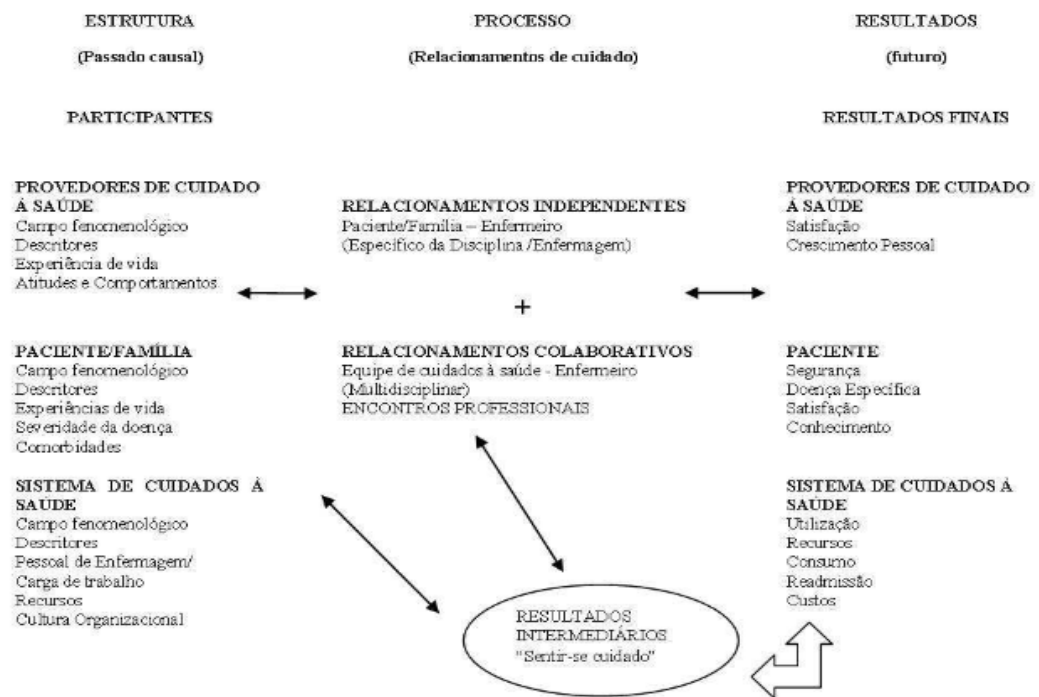 ESTRUTURA
(Passado causal)
PARTICIPANTES
PROVEDORES DE CUIDADO
À SAÚDE
Campo fenomenológico
Descritores
Experiência de vida
Atitudes e Comportamentos
PACIENTE/FAMÍLIA
Campo fenomenológico
Descritores
Experiências de vida
Severidade da doença
Comorbidades
SISTEMA DE CUIDADOS À
SAÚDE
Campo fenomenológico
Descritores
Pessoal de Enfermagem/
Carga de trabalho
Recursos
Cultura Organizacional
PROCESSO
(Relacionamentos de cuidado)
RELACIONAMENTOS INDEPENDENTES
Paciente/Família – Enfermeiro
(Específico da Disciplina /Enfermagem)
+
RELACIONAMENTOS COLABORATIVOS
Equipe de cuidados à saúde - Enfermeiro
(Multidisciplinar)
ENCONTROS PROFESSIONAIS
RESULTADOS
INTERMEDIÁRIOS
"Sentir-se cuidado"
RESULTADOS
(futuro)
RESULTADOS FINAIS
PROVEDORES DE CUIDADO
À SAÚDE
Satisfação
Crescimento Pessoal
PACIENTE
Segurança
Doença Específica
Satisfação
Conhecimento
SISTEMA DE CUIDADOS À
SAÚDE
Utilização
Recursos
Consumo
Readmissão
Custos